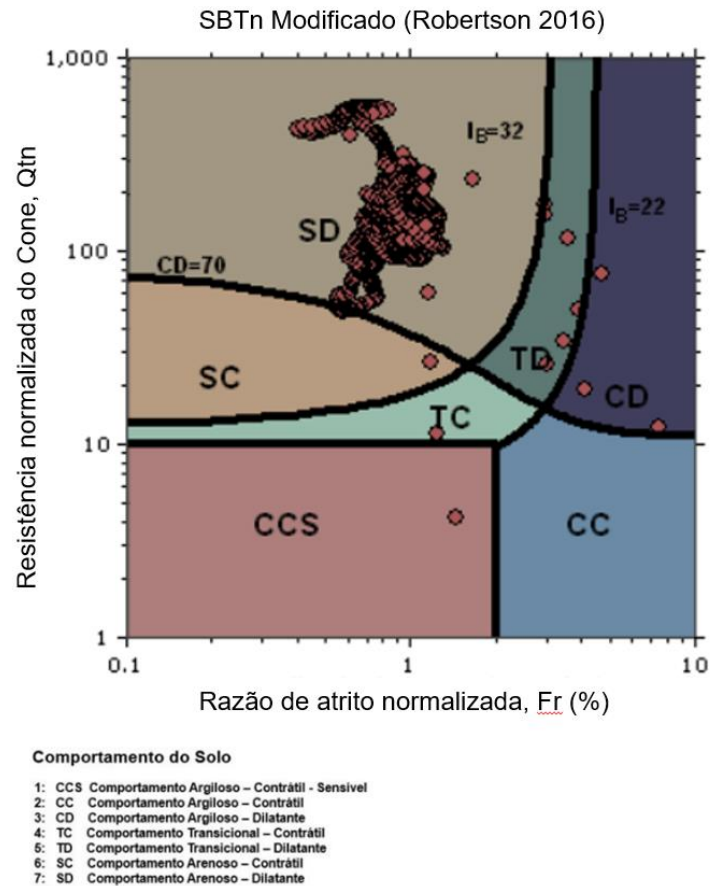 SBTn Modificado (Robertson 2016)
Resistência normalizada do Cone, Qtn
1,000
100
10
1
0.1
1
10
IB=32
IB=22
SD
CD=70
SC
TD
CD
TC
CCS
CC
Razão de atrito normalizada, Fr (%)
Comportamento do Solo
1: CCS Comportamento Argiloso – Contrátil - Sensível
2: CC Comportamento Argiloso – Contrátil
3: CD Comportamento Argiloso – Dilatante
4: TC Comportamento Transicional – Contrátil
5: TD Comportamento Transicional – Dilatante
6: SC Comportamento Arenoso – Contrátil
7: SD Comportamento Arenoso – Dilatante